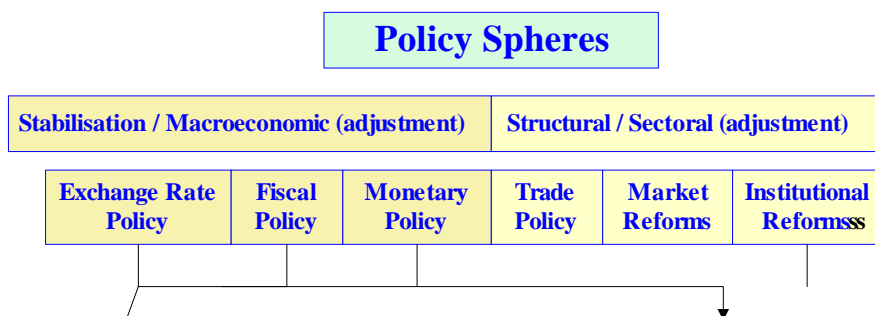 Policy Spheres
Stabilisation / Macroeconomic (adjustment)
Structural / Sectoral (adjustment)
Exchange Rate
Policy
Fiscal
Policy
Monetary
Policy
Trade
Policy
Market
Reforms
Institutional
Reformsss